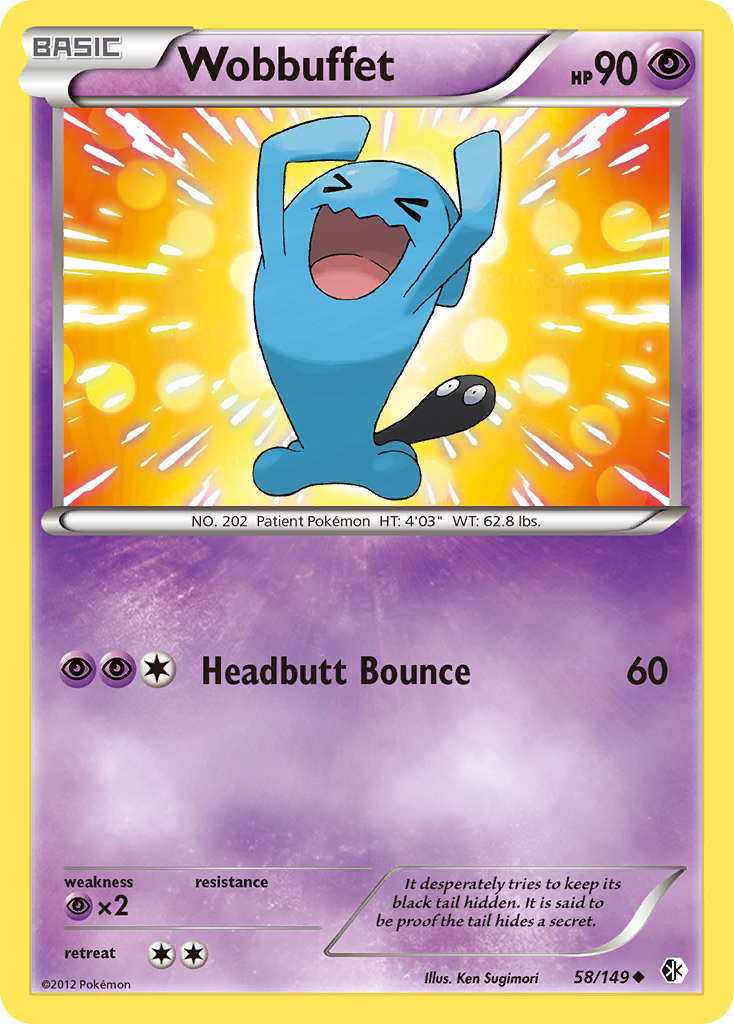 BASIC
Wobbuffet
HP 90
NO. 202 Patient Pokémon HT: 4'03" WT: 62.8 lbs.
Headbutt Bounce 60
weakness resistance
×2
retreat
It desperately tries to keep its
black tail hidden. It is said to
be proof the tail hides a secret.
©2012 Pokémon
Illus. Ken Sugimori
58/149